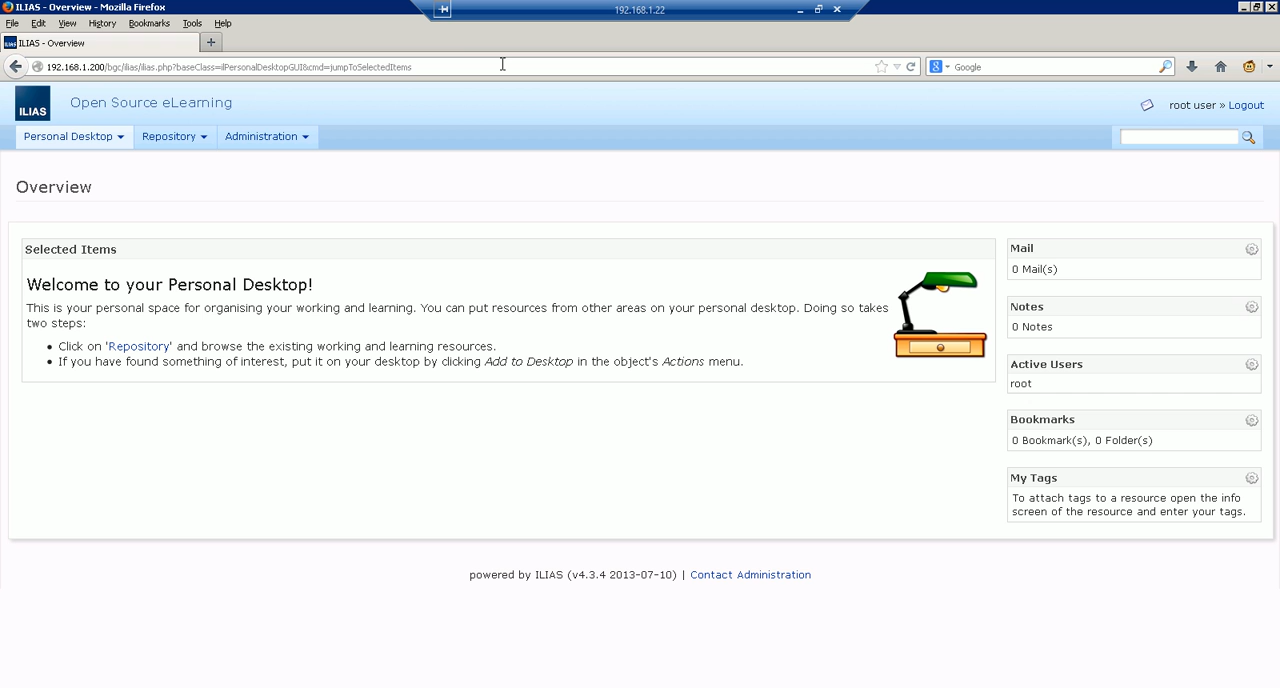 ILIAS - Overview - Mozilla Firefox
192.168.1.22
File Edit View History Bookmarks Tools Help
ILIAS - Overview
192.168.1.200/bgc/ilias/ilias.php?baseClass=ilPersonalDesktopGUI&cmd=jumpToSelectedItems
Google
ILIAS
Open Source eLearning
root user » Logout
Personal Desktop Repository Administration
Overview
Selected Items
Welcome to your Personal Desktop!
This is your personal space for organising your working and learning. You can put resources from other areas on your personal desktop. Doing so takes
two steps:
• Click on 'Repository' and browse the existing working and learning resources.
• If you have found something of interest, put it on your desktop by clicking Add to Desktop in the object's Actions menu.
Mail
0 Mail(s)
Notes
0 Notes
Active Users
root
Bookmarks
0 Bookmark(s), 0 Folder(s)
My Tags
To attach tags to a resource open the info
screen of the resource and enter your tags.
powered by ILIAS (v4.3.4 2013-07-10) | Contact Administration